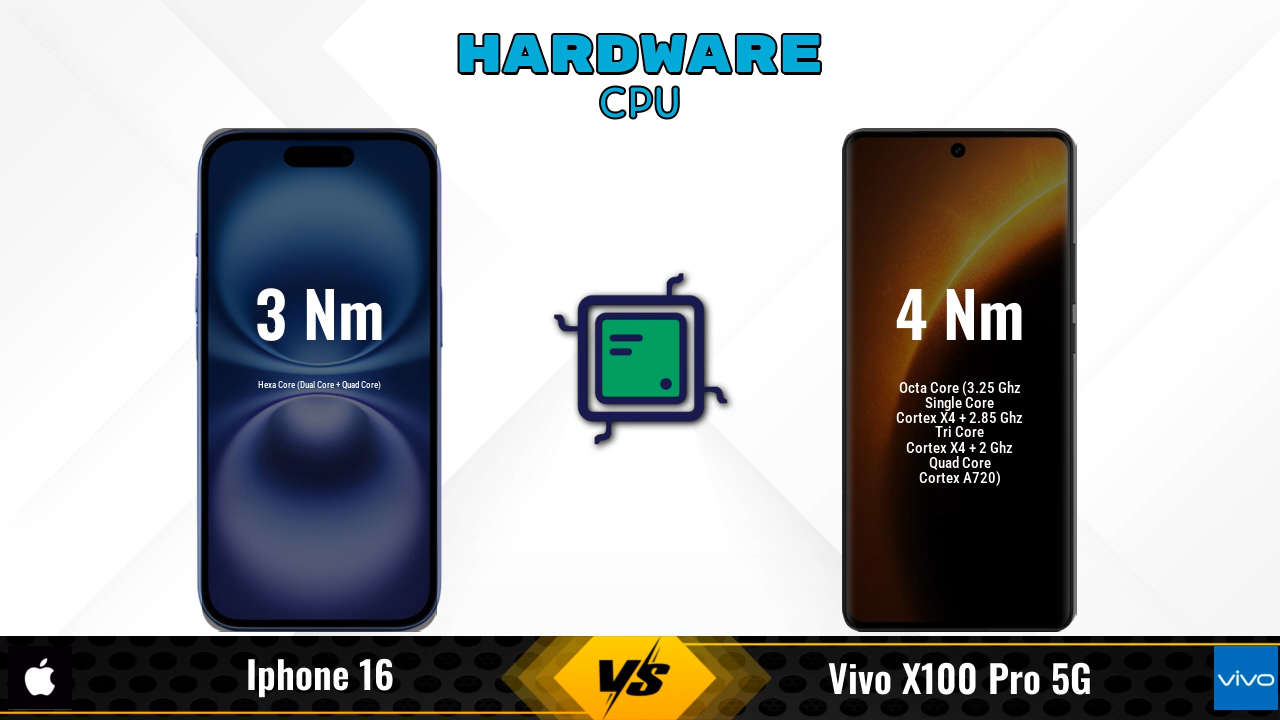 HARDWARE
CPU
3 Nm
Hexa Core (Dual Core + Quad Core)
4 Nm
Octa Core (3.25 Ghz
Single Core
Cortex X4 + 2.85 Ghz
Tri Core
Cortex X4 + 2 Ghz
Quad Core
Cortex A720)
Iphone 16
VS
Vivo X100 Pro 5G
vivo